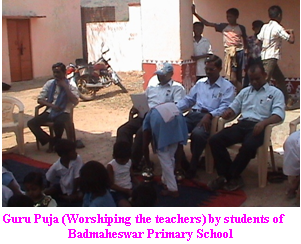 Guru Puja (Worshiping the teachers) by students of
Badmaheswar Primary School